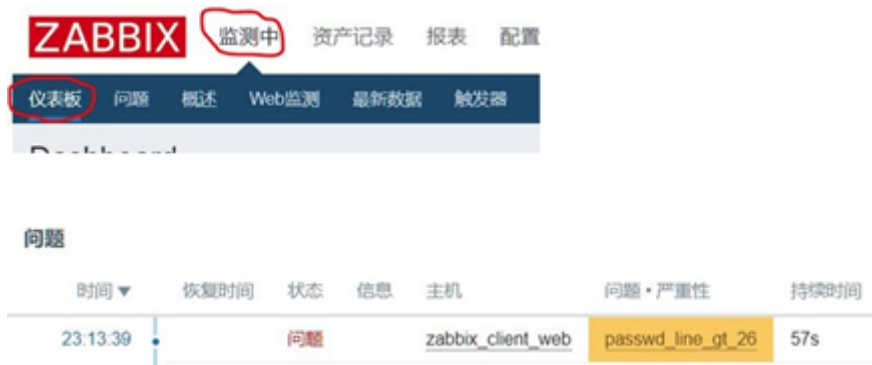 ZABBIX 监测中 资产记录 报表 配置
仪表板 问题 概述 Web监测 最新数据 触发器
问题
时间▼ 恢复时间 状态 信息 主机 问题•严重性 持续时间
23:13:39 问题 zabbix_client_web passwd_line_gt_26 57s